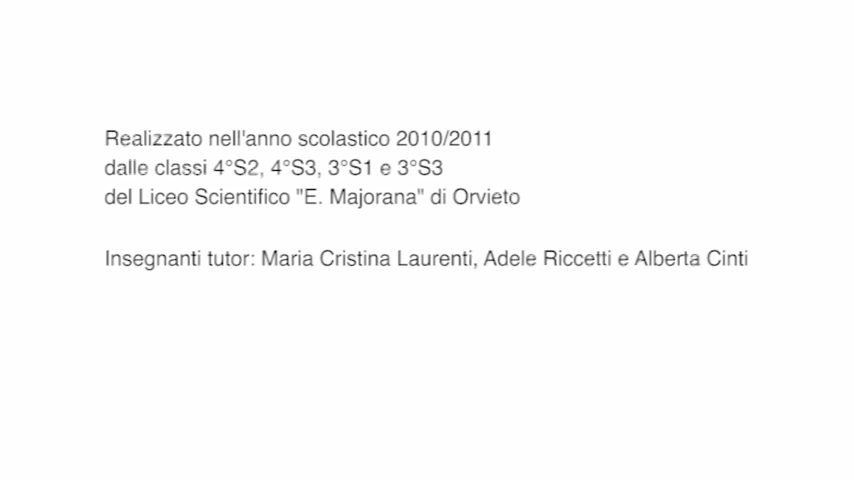 Realizzato nell'anno scolastico 2010/2011
dalle classi 4°S2, 4°S3, 3°S1 e 3°S3
del Liceo Scientifico "E. Majorana" di Orvieto
Insegnanti tutor: Maria Cristina Laurenti, Adele Riccetti e Alberta Cinti